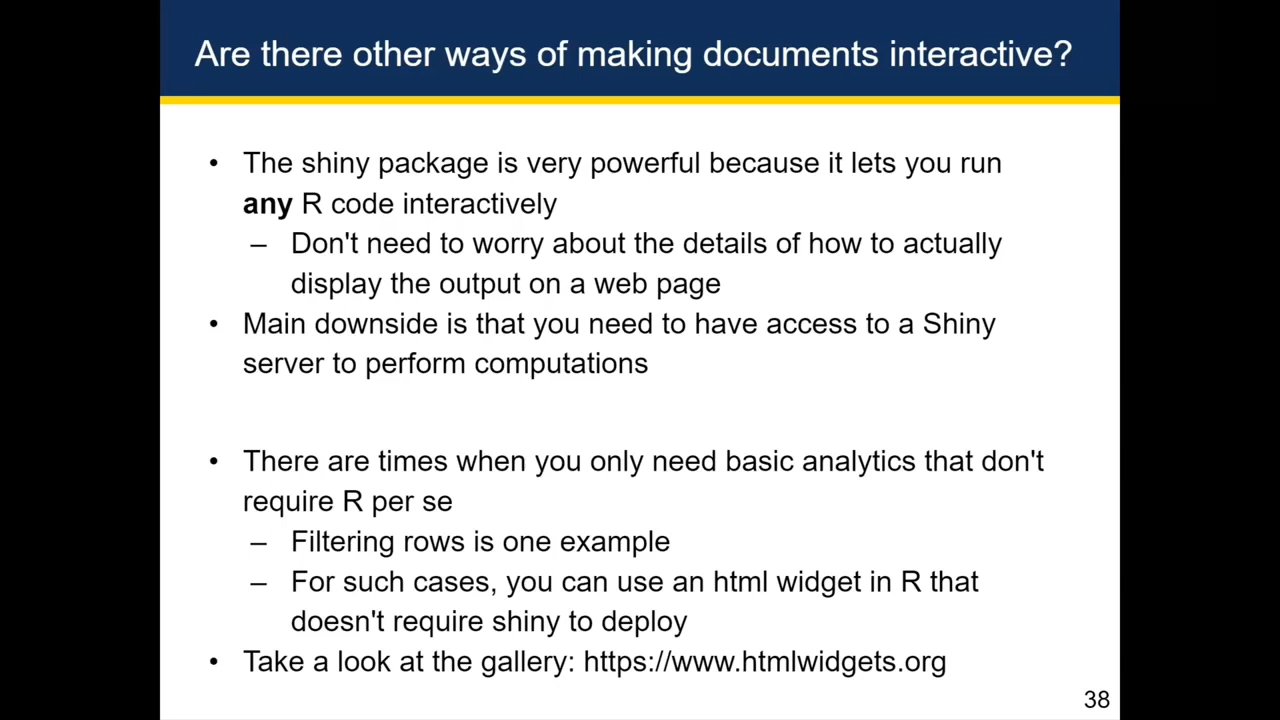 Are there other ways of making documents interactive?
• The shiny package is very powerful because it lets you run
any R code interactively
– Don't need to worry about the details of how to actually
display the output on a web page
• Main downside is that you need to have access to a Shiny
server to perform computations
• There are times when you only need basic analytics that don't
require R per se
– Filtering rows is one example
– For such cases, you can use an html widget in R that
doesn't require shiny to deploy
• Take a look at the gallery: https://www.htmlwidgets.org
38